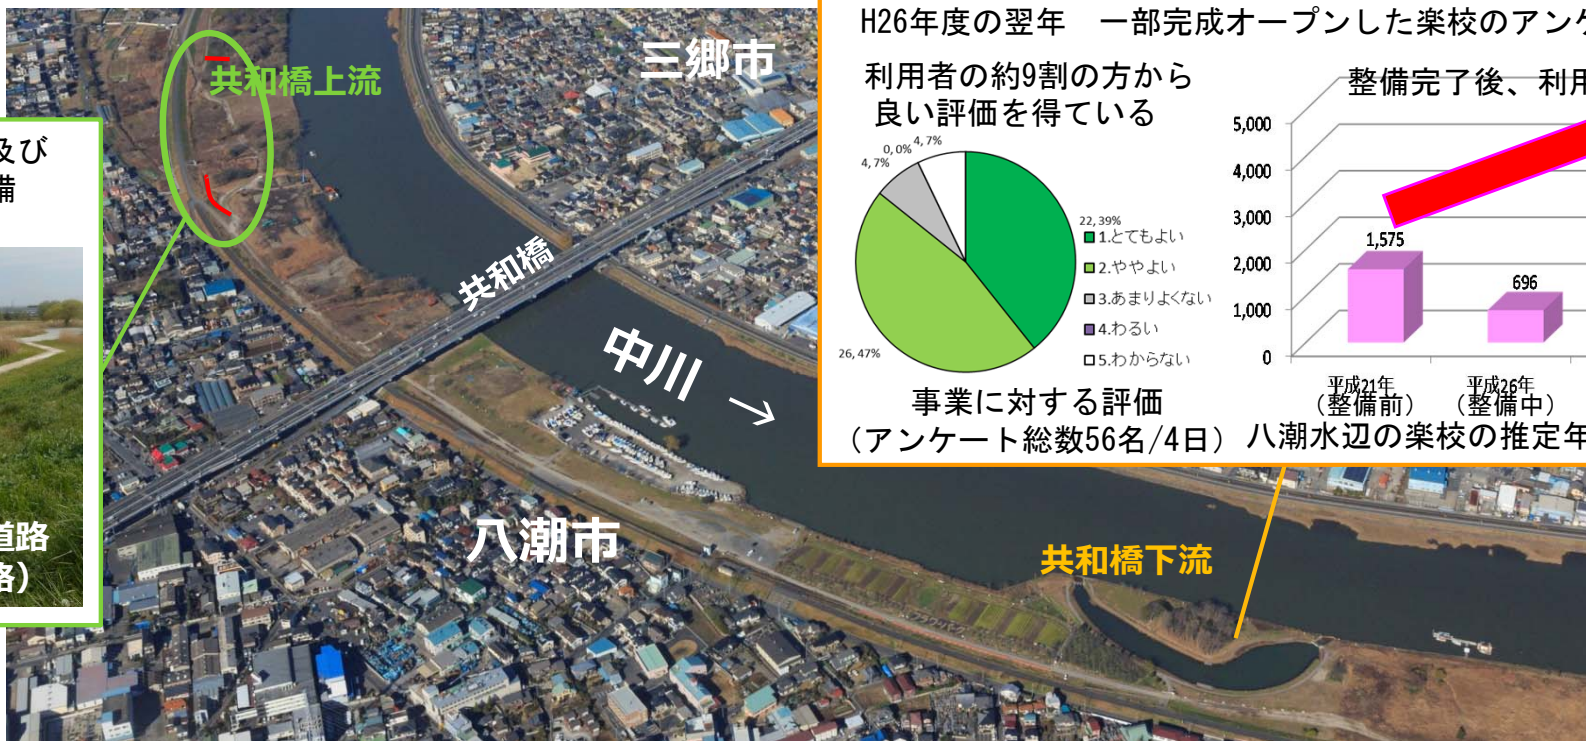 H26年度の翌年　一部完成オープンした楽校のアンケ
利用者の約9割の方から
良い評価を得ている
整備完了後、利用
4,7%
0,0%
4,7%
22,39%
26,47%
1.とてもよい
2.ややよい
3.あまりよくない
4.わるい
5.わからない
事業に対する評価
（アンケート総数56名/4日）
5,000
4,000
3,000
2,000
1,000
0
1,575
696
平成21年
（整備前）
平成26年
（整備中）
八潮水辺の楽校の推定年
三郷市
共和橋上流
及び
備
共和橋
中川 →
八潮市
共和橋下流
道路
路）